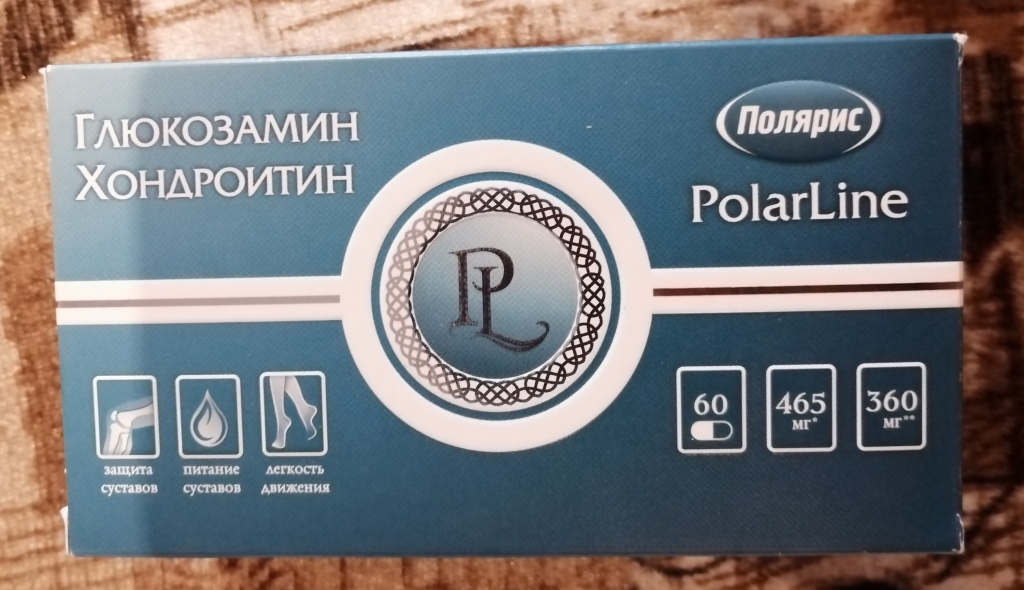 Глюкозамин
Хондроитин
Полярис
PolarLine
PL
защита
суставов
питание
суставов
легкость
движения
60
465
мг*
360
мг**